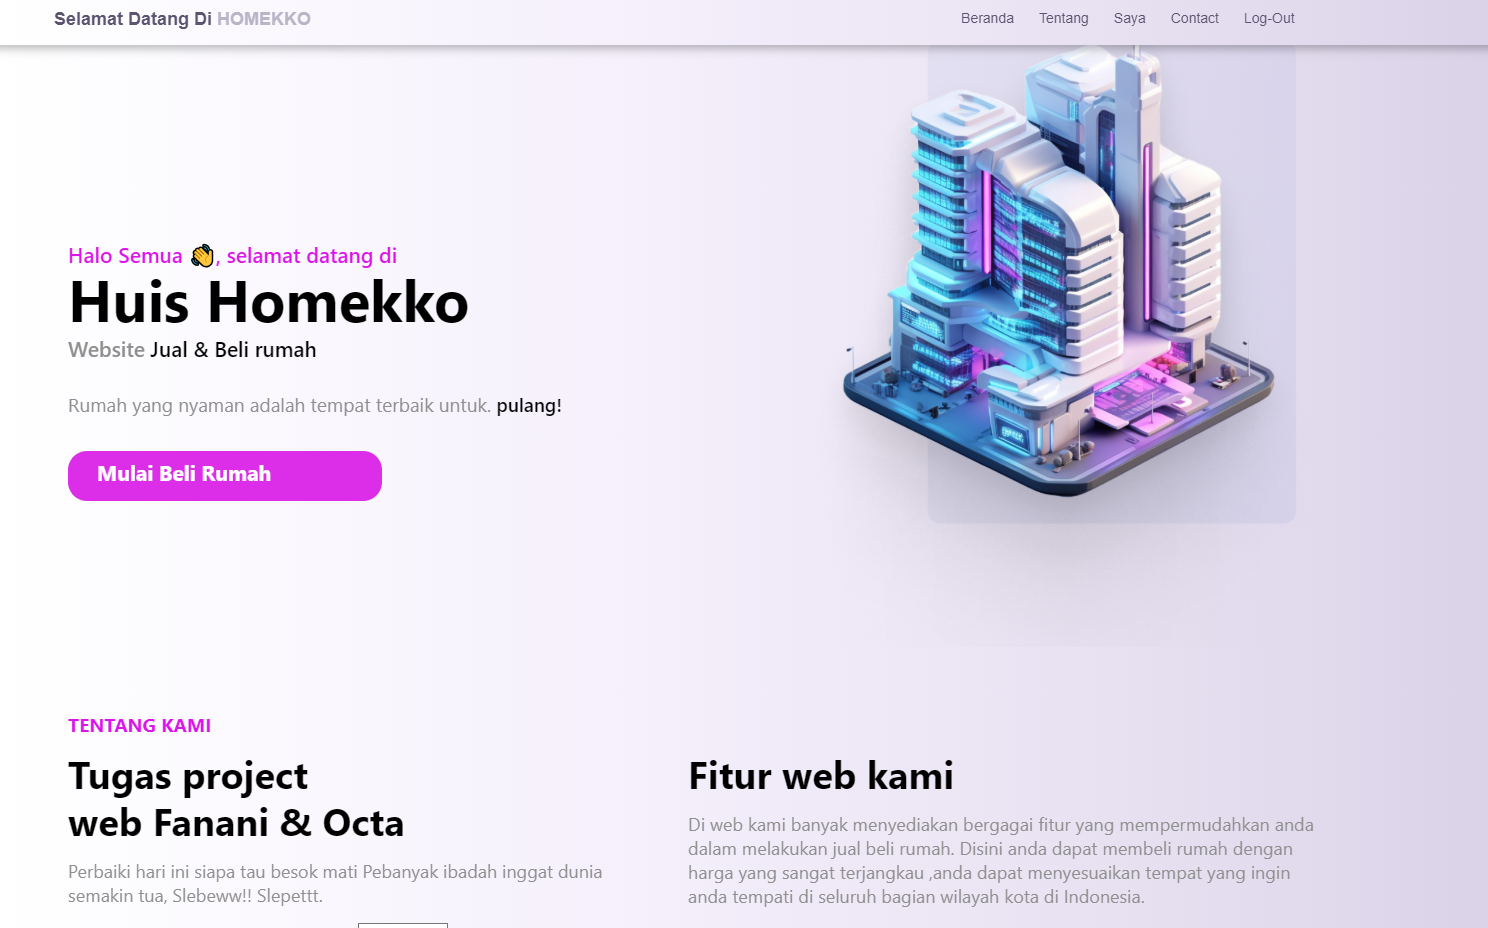 Selamat Datang Di HOMEKKO
Beranda Tentang Saya Contact Log-Out
Halo Semua 👋, selamat datang di
Huis Homekko
Website Jual & Beli rumah
Rumah yang nyaman adalah tempat terbaik untuk. pulang!
Mulai Beli Rumah
TENTANG KAMI
Tugas project
web Fanani & Octa
Perbaiki hari ini siapa tau besok mati Pebanyak ibadah inggat dunia
semakin tua, Slebeww!! Slepettt.
Fitur web kami
Di web kami banyak menyediakan bergagai fitur yang mempermudahkan anda
dalam melakukan jual beli rumah. Disini anda dapat membeli rumah dengan
harga yang sangat terjangkau ,anda dapat menyesuaikan tempat yang ingin
anda tempati di seluruh bagian wilayah kota di Indonesia.